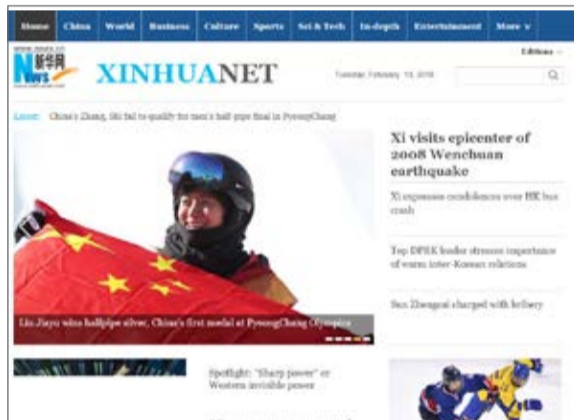 Home China World Business Culture Sports Sci & Tech In-depth Entertainment More ∨
Editions
www.news.cn
新华网
News
XINHUANET
Tuesday, February 13, 2018
Latest: China's Zhang, Shi fail to qualify for men's half-pipe final in PyeongChang
Xi visits epicenter of
2008 Wenchuan
earthquake
Xi expresses condolences over HK bus
crash
Top DPRK leader stresses importance
of warm inter-Korean relations
Sun Zhengcai charged with bribery
Liu Jiayu wins halfpipe silver, China's first medal at PyeongChang Olympics
Spotlight: "Sharp power" or
Western invisible power